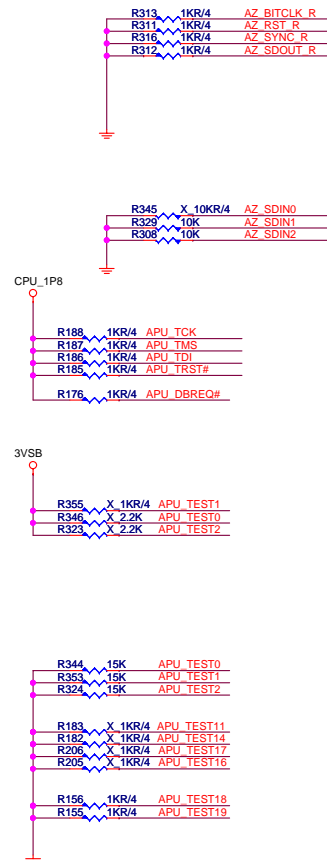 R313 1KR/4 AZ_BITCLK_R
R311 1KR/4 AZ_RST_R
R316 1KR/4 AZ_SYNC_R
R312 1KR/4 AZ_SDOUT_R
R345 X_10KR/4 AZ_SDIN0
R329 10K AZ_SDIN1
R308 10K AZ_SDIN2
CPU_1P8
R188 1KR/4 APU_TCK
R187 1KR/4 APU_TMS
R186 1KR/4 APU_TDI
R185 1KR/4 APU_TRST#
R176 1KR/4 APU_DBREQ#
3VSB
R355 X_1KR/4 APU_TEST1
R346 X_2.2K APU_TEST0
R323 X_2.2K APU_TEST2
R344 15K APU_TEST0
R353 15K APU_TEST1
R324 15K APU_TEST2
R183 X_1KR/4 APU_TEST11
R182 X_1KR/4 APU_TEST14
R206 X_1KR/4 APU_TEST17
R205 X_1KR/4 APU_TEST16
R156 1KR/4 APU_TEST18
R155 1KR/4 APU_TEST19